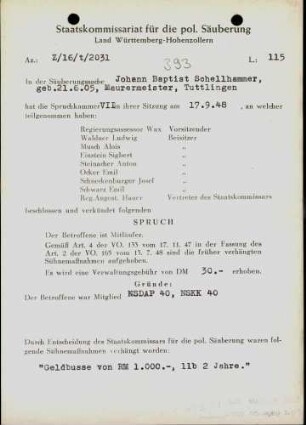 Staatskommissariat für die pol. Säuberung
Land Württemberg-Hohenzollern
Az.: Z/16/t/2031
L: 115
393
In der Säuberungssache Johann Baptist Schellhammer,
geb.21.6.05, Maurermeister, Tuttlingen
hat die Spruchkammer VII in ihrer Sitzung am 17.9.48 , an welcher
teilgenommen haben:
Regierungsassessor Wax Vorsitzender
Waldner Ludwig Beisitzer
Musch Alois "
Einstein Sigbert "
Steinacher Anton "
Osker Emil "
Schnekenburger Josef "
Schwarz Emil "
Reg.Angest. Hauer Vertreter des Staatskommissars
beschlossen und verkündet folgenden
SPRUCH
Der Betroffene ist Mitläufer.
Gemäß Art. 4 der VO. 133 vom 17. 11. 47 in der Fassung des
Art. 2 der VO. 165 vom 13. 7. 48 sind die früher verhängten
Sühnemaßnahmen aufgehoben.
Es wird eine Verwaltungsgebühr von DM 30.- erhoben.
Gründe:
Der Betroffene war Mitglied NSDAP 40, NSKK 40
Durch Entscheidung des Staatskommissars für die pol. Säuberung waren fol-
gende Sühnemaßnahmen verhängt worden:
"Geldbusse von RM 1.000.-, 11b 2 Jahre."